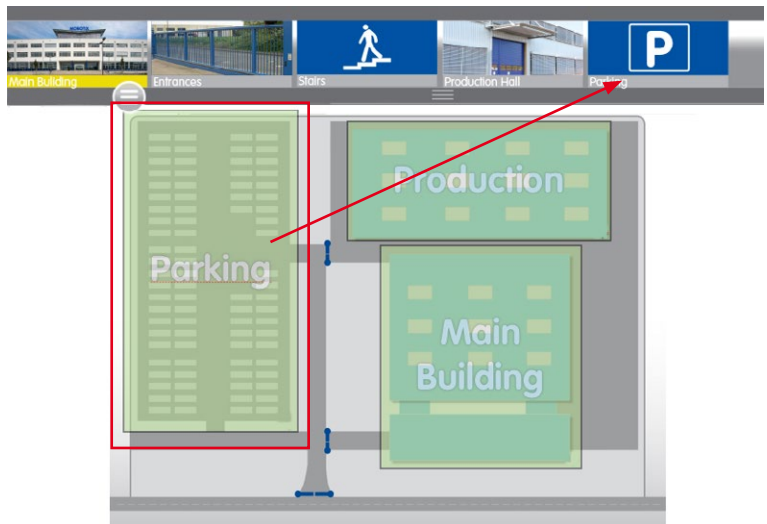 Main Building
Entrances
Stairs
Production Hall
P
Parking
Production
Parking
Main
Building